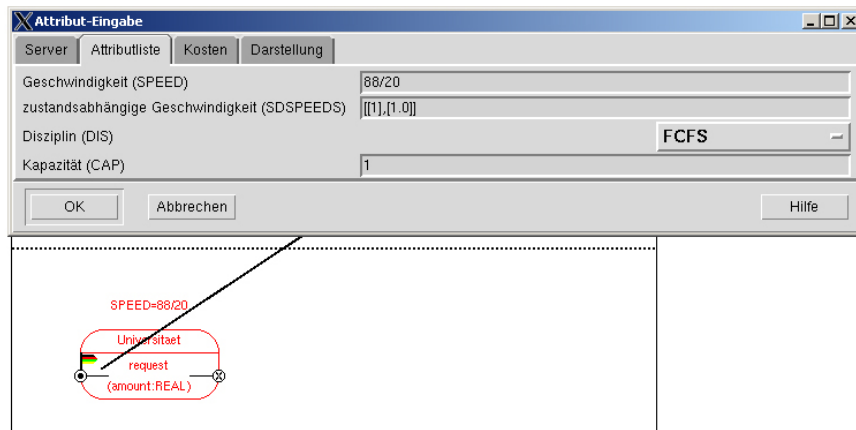 Attribut-Eingabe
Server Attributliste Kosten Darstellung
Geschwindigkeit (SPEED) 88/20
zustandsabhängige Geschwindigkeit (SDSPEEDS) [[1],[1.0]]
Disziplin (DIS) FCFS
Kapazität (CAP) 1
OK Abbrechen Hilfe
SPEED=88/20
Universitaet
request
(amount:REAL)